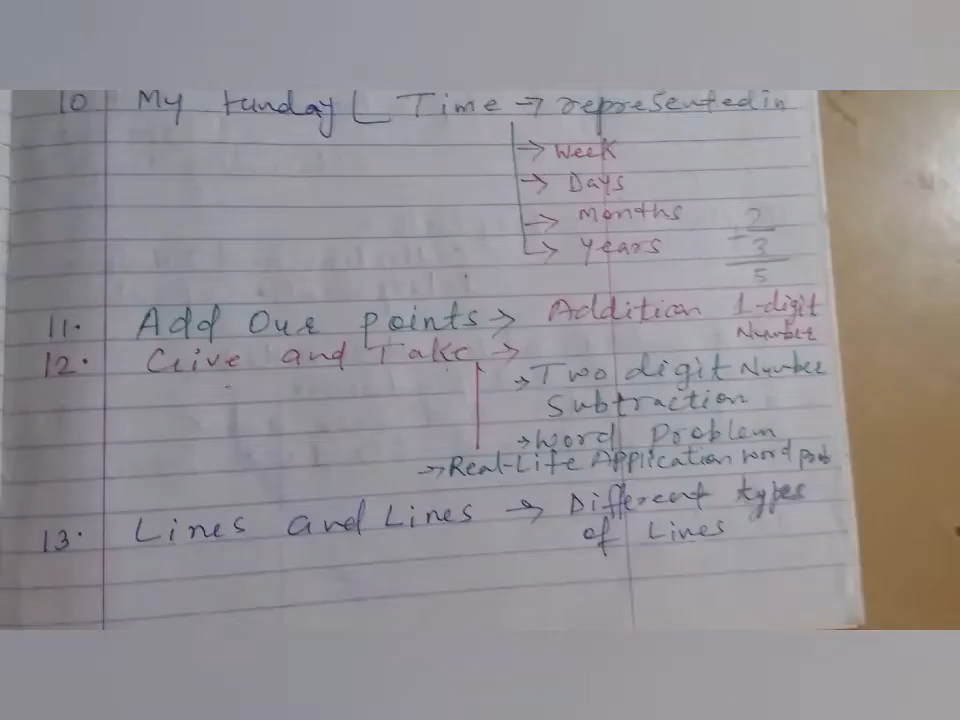 10 My funday Time → represented in
→ Week
→ Days
→ Months
→ Years
2
+ 3
5
11. Add Our Points → Addition 1-digit
Number
12. Give and Take →
→ Two digit Number
Subtraction
→ Word Problem
→ Real-Life Application word prob
13. Lines and Lines → Different types
of Lines